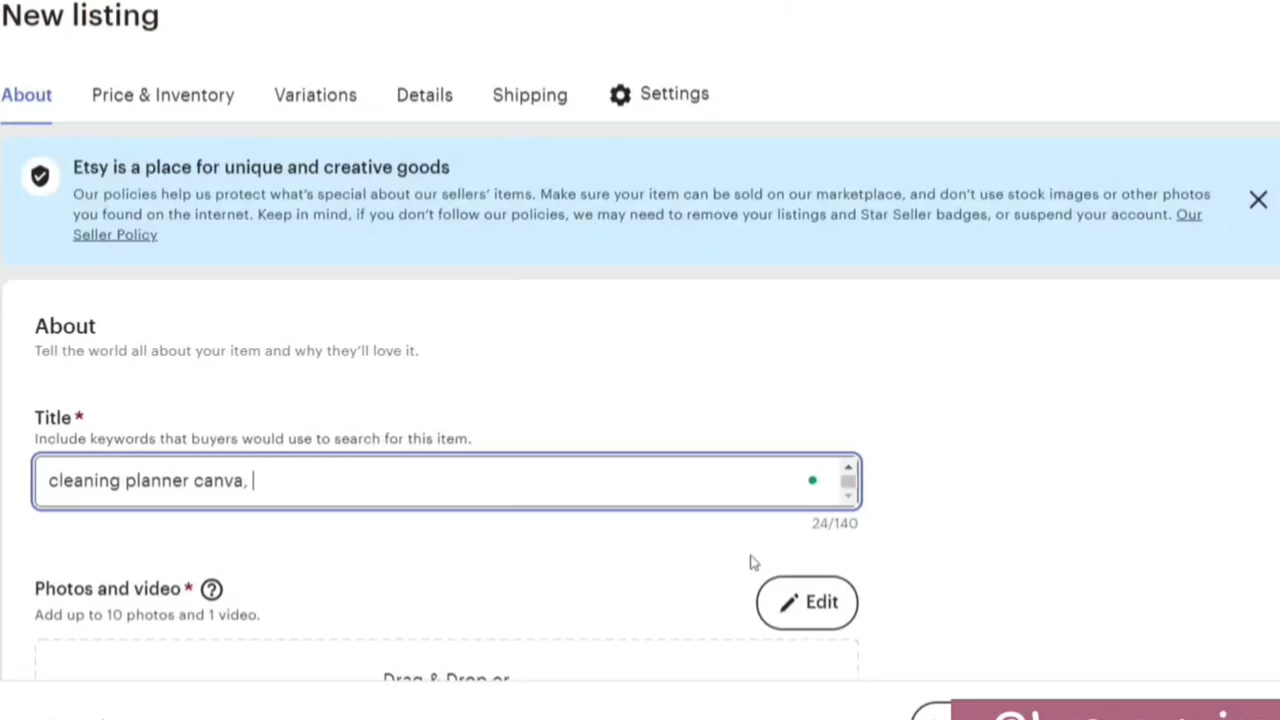 New listing
About Price & Inventory Variations Details Shipping Settings
Etsy is a place for unique and creative goods
Our policies help us protect what's special about our sellers' items. Make sure your item can be sold on our marketplace, and don't use stock images or other photos
you found on the internet. Keep in mind, if you don't follow our policies, we may need to remove your listings and Star Seller badges, or suspend your account. Our
Seller Policy
About
Tell the world all about your item and why they'll love it.
Title*
Include keywords that buyers would use to search for this item.
cleaning planner canva,
24/140
Photos and video*
Edit
Add up to 10 photos and 1 video.
Drag & Drop or